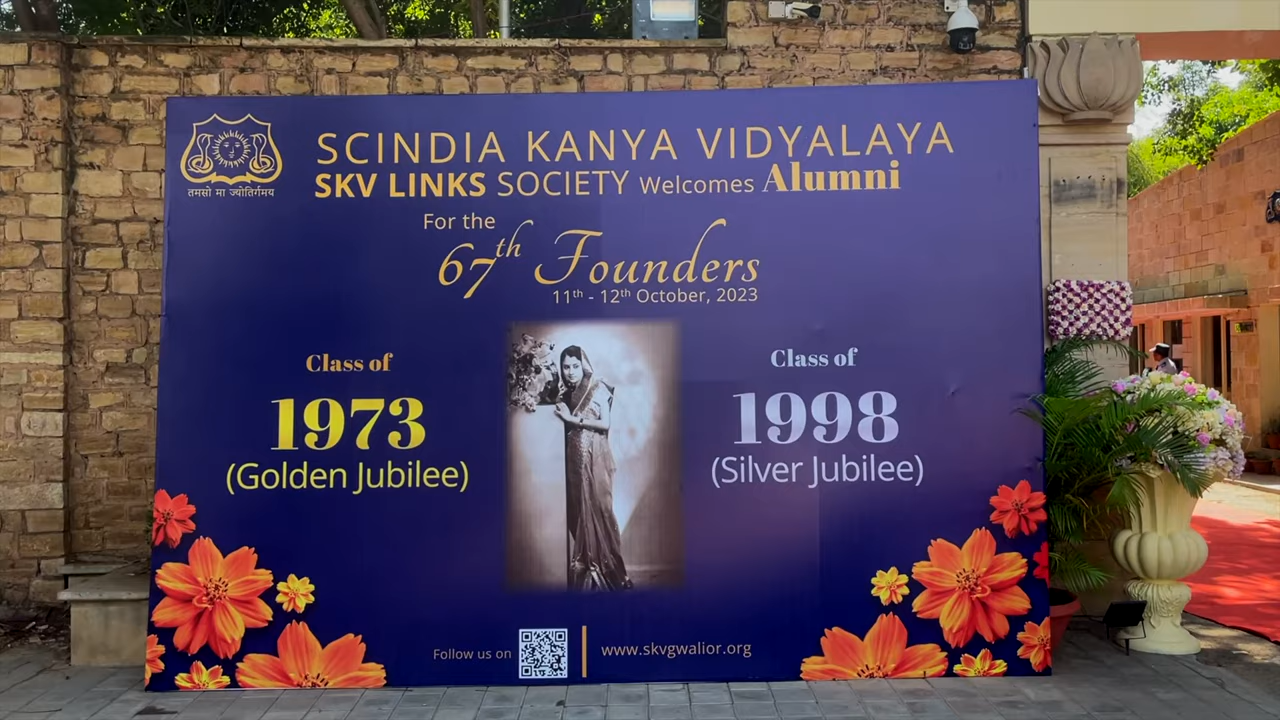 SCINDIA KANYA VIDYALAYA
SKV LINKS SOCIETY Welcomes Alumni
तमसो मा ज्योतिर्गमय
For the
67th Founders
11th - 12th October, 2023
Class of
1973
(Golden Jubilee)
Class of
1998
(Silver Jubilee)
Follow us on
www.skvgwalior.org